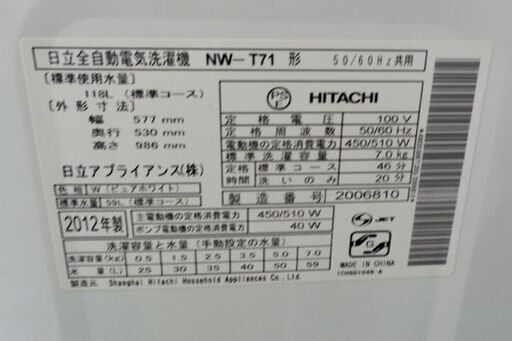 日立全自動電気洗濯機 NW-T71 形 50/60Hz共用
〔標準使用水量〕
118L (標準コース)
〔外形寸法〕
幅 577 mm
奥行 530 mm
高さ 986 mm
日立アプライアンス(株)
色柄 W (ピュアホワイト)
標準水量 59L (標準コース)
PSE HITACHI
定格電圧 100 V
定格周波数 50/60 Hz
電動機の定格消費電力 450/510 W
標準洗濯容量 7.0kg
定格 標準コース 46分
時間 洗いのみ 20分
製造番号 2006810
2012年製
主電動機の定格消費電力 450/510 W
ポンプ電動機の定格消費電力 40 W
洗濯容量と水量 (手動設定の水量)
洗濯容量(kg) 0.5 1.5 2.5 3.5 5.0 7.0
水量(L) 25 30 35 40 50 59
JET
IN CHINA
1CHSD1046-A
製造元 Shanghai Hitachi Household Appliances Co., Ltd.